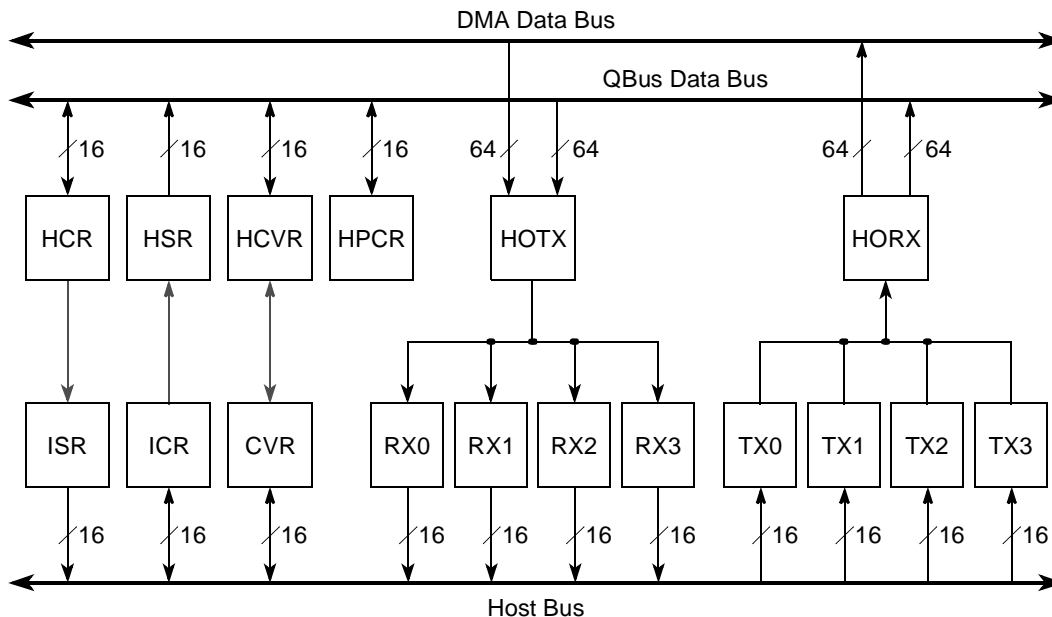 DMA Data Bus
QBus Data Bus
16 16 16 16 64 64 64 64
HCR HSR HCVR HPCR HOTX HORX
ISR ICR CVR RX0 RX1 RX2 RX3 TX0 TX1 TX2 TX3
16 16 16 16 16 16 16 16 16 16 16
Host Bus